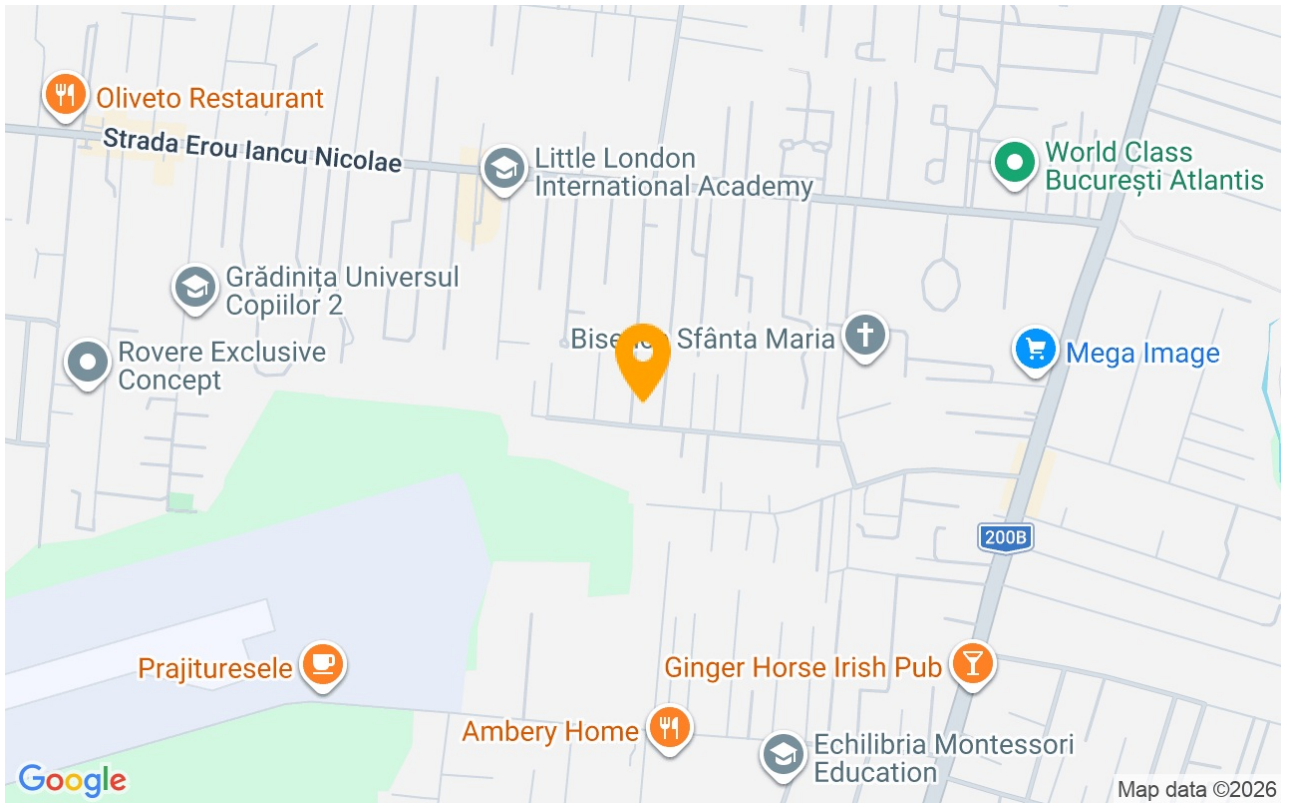 Oliveto Restaurant
Strada Erou Iancu Nicolae
Little London
International Academy
World Class
București Atlantis
Grădinița Universul
Copiilor 2
Sfânta Maria
Rovere Exclusive
Concept
Mega Image
200B
Prajituresele
Ginger Horse Irish Pub
Ambery Home
Echilibria Montessori
Education
Google
Map data ©2026